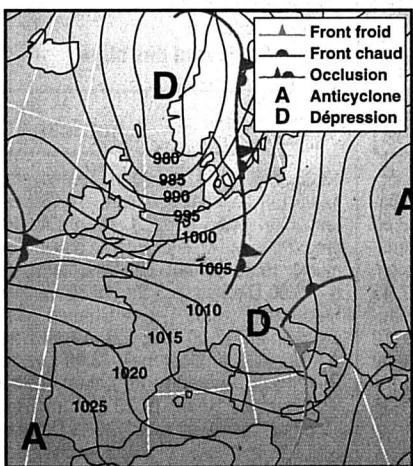 Front froid
Front chaud
Occlusion
A Anticyclone
D Dépression
D
980
985
990
995
1000
1005
A
1010
D
1015
1020
1025
A